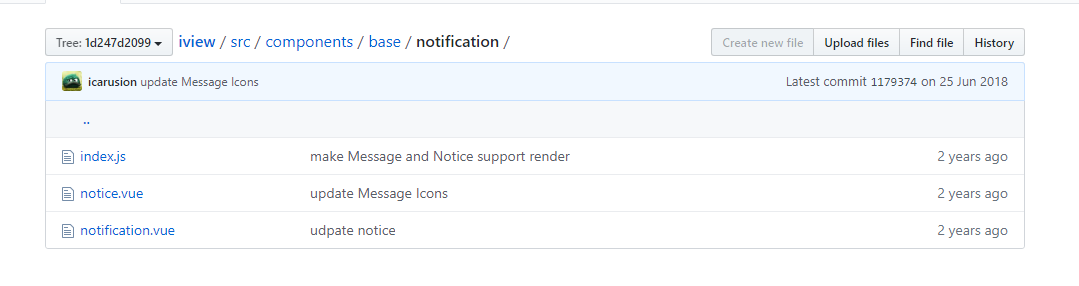 Tree: 1d247d2099 iview / src / components / base / notification / Create new file Upload files Find file History
icarusion update Message Icons Latest commit 1179374 on 25 Jun 2018
..
index.js make Message and Notice support render 2 years ago
notice.vue update Message Icons 2 years ago
notification.vue udpate notice 2 years ago